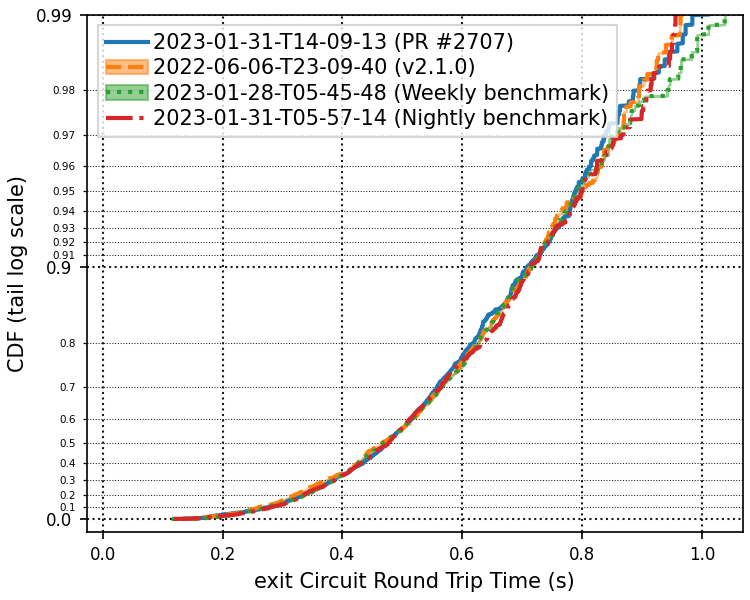 0.99
2023-01-31-T14-09-13 (PR #2707)
2022-06-06-T23-09-40 (v2.1.0)
2023-01-28-T05-45-48 (Weekly benchmark)
2023-01-31-T05-57-14 (Nightly benchmark)
0.98
0.97
0.96
0.95
0.94
0.93
0.92
0.91
0.9
0.8
0.7
0.6
0.5
0.4
0.3
0.2
0.1
0.0
CDF (tail log scale)
0.0 0.2 0.4 0.6 0.8 1.0
exit Circuit Round Trip Time (s)